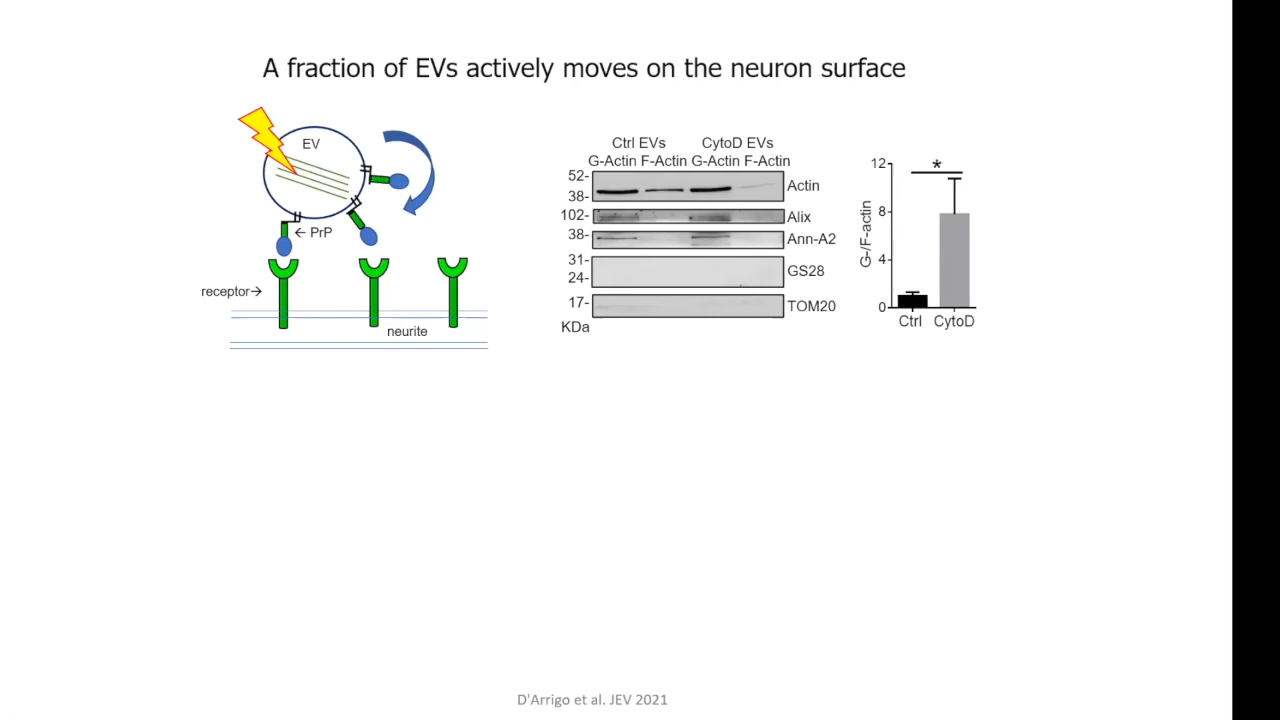 A fraction of EVs actively moves on the neuron surface
EV
← PrP
receptor→
neurite
Ctrl EVs CytoD EVs
G-Actin F-Actin G-Actin F-Actin
52-
38-
Actin
102-
Alix
38-
Ann-A2
31-
24-
GS28
17-
TOM20
KDa
12
8
4
0
G-/F-actin
*
Ctrl CytoD
D'Arrigo et al. JEV 2021